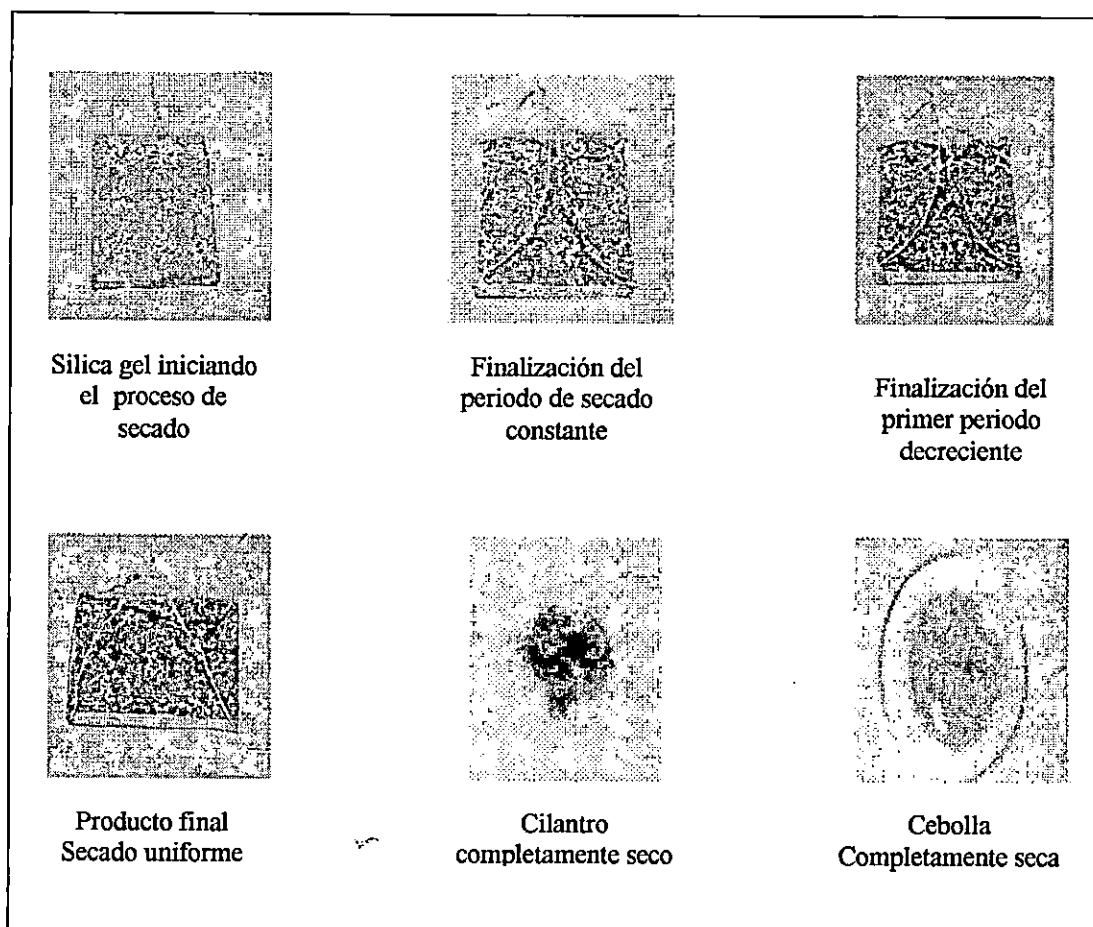 Silica gel iniciando
el proceso de
secado
Finalización del
periodo de secado
constante
Finalización del
primer periodo
decreciente
Producto final
Secado uniforme
Cilantro
completamente seco
Cebolla
Completamente seca